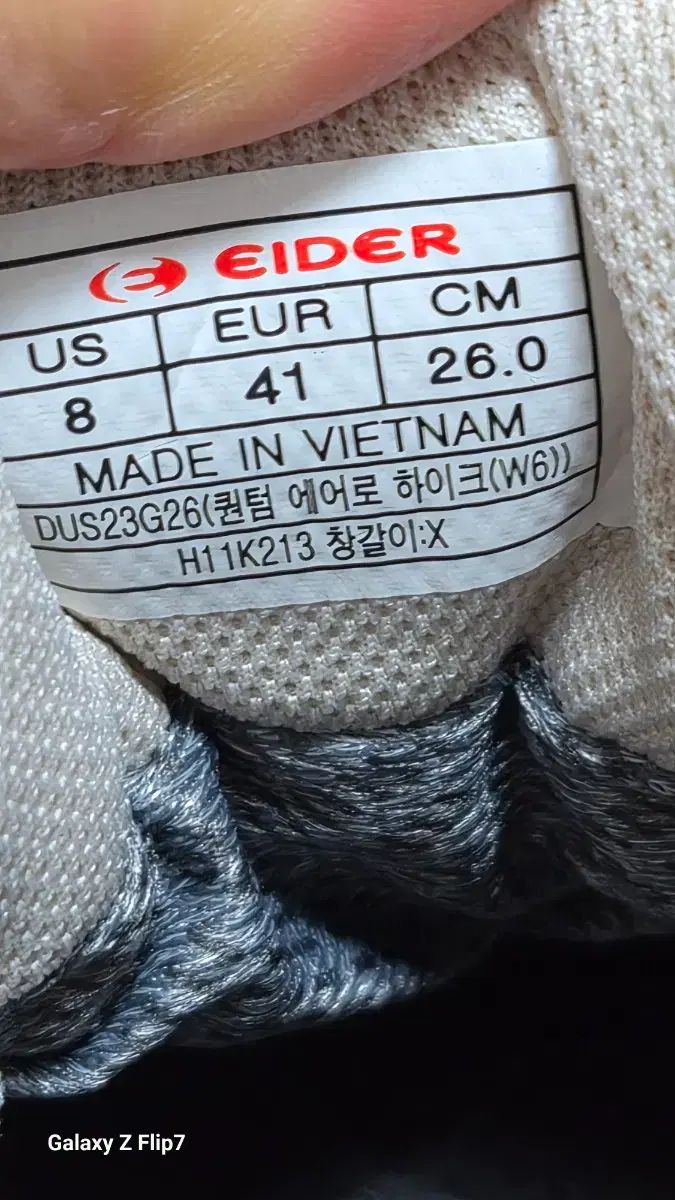 EIDER
US EUR CM
8 41 26.0
MADE IN VIETNAM
DUS23G26(퀀텀 에어로 하이크(W6))
H11K213 창갈이:X
Galaxy Z Flip7